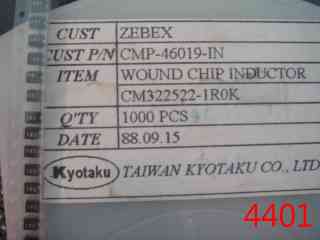 CUST ZEBEX
CUST P/N CMP-46019-IN
ITEM WOUND CHIP INDUCTOR
CM322522-1R0K
Q'TY 1000 PCS
DATE 88.09.15
Kyotaku TAIWAN KYOTAKU CO., LTD
4401